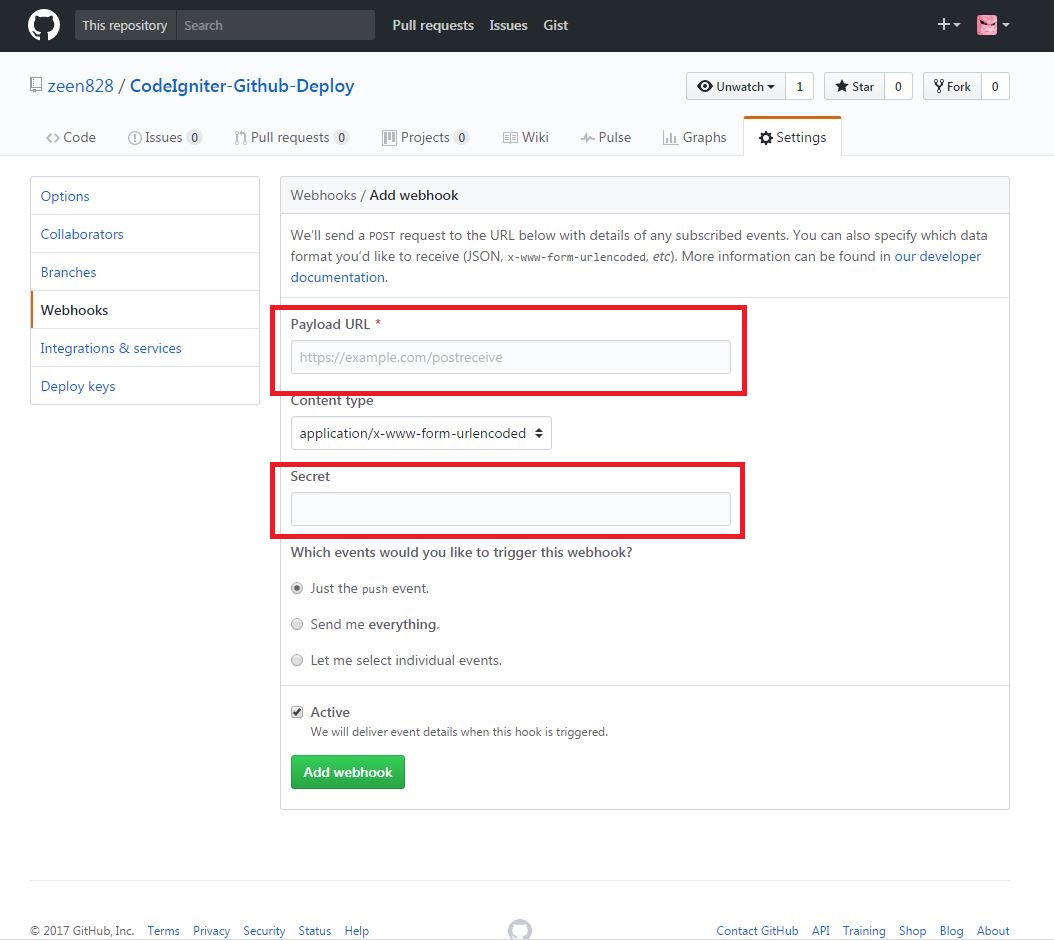 This repository Search Pull requests Issues Gist
zeen828 / CodeIgniter-Github-Deploy Unwatch 1 Star 0 Fork 0
Code Issues 0 Pull requests 0 Projects 0 Wiki Pulse Graphs Settings
Options
Collaborators
Branches
Webhooks
Integrations & services
Deploy keys
Webhooks / Add webhook
We’ll send a POST request to the URL below with details of any subscribed events. You can also specify which data
format you’d like to receive (JSON, x-www-form-urlencoded, etc). More information can be found in our developer
documentation.
Payload URL *
https://example.com/postreceive
Content type
application/x-www-form-urlencoded
Secret
Which events would you like to trigger this webhook?
Just the push event.
Send me everything.
Let me select individual events.
Active
We will deliver event details when this hook is triggered.
Add webhook
© 2017 GitHub, Inc. Terms Privacy Security Status Help Contact GitHub API Training Shop Blog About